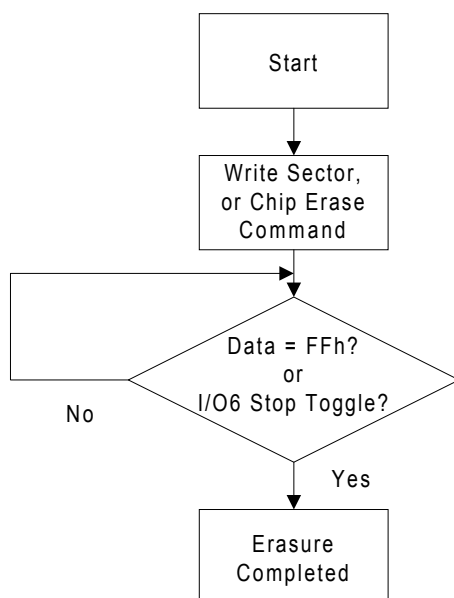 Start
Write Sector,
or Chip Erase
Command
Data = FFh?
or
I/O6 Stop Toggle?
No
Yes
Erasure
Completed